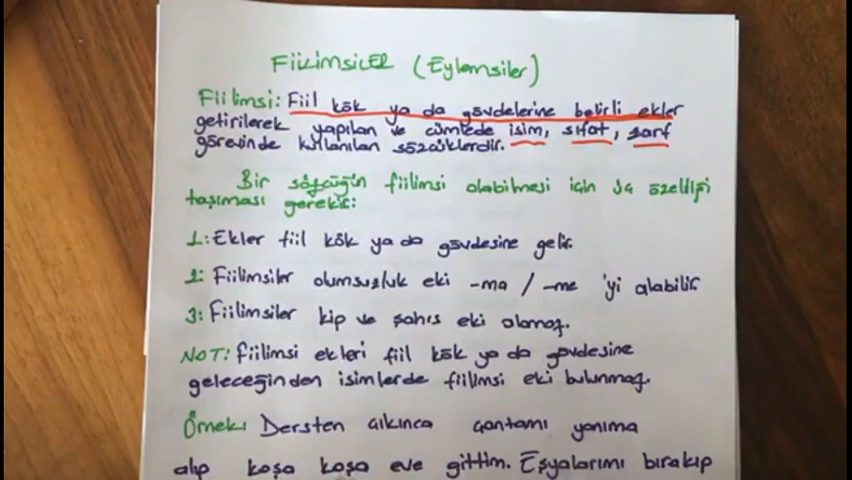 FiiLimsiLER (Eylemsiler)
Fiilimsi: Fiil kök ya da gövdelerine belirli ekler
getirilerek yapılan ve cümlede isim, sıfat, zarf
görevinde kullanılan sözcüklerdir.
Bir sözcüğün fiilimsi olabilmesi için üç özelliği
taşıması gerekir:
1: Ekler fiil kök ya da gövdesine gelir.
2: Fiilimsiler olumsuzluk eki -ma / -me 'yi alabilir
3: Fiilimsiler kip ve şahıs eki alamaz.
NOT: Fiilimsi ekleri fiil kök ya da gövdesine
geleceğinden isimlerde fiilimsi eki bulunmaz.
Örnek: Dersten çıkınca çantamı yanıma
alıp koşa koşa eve gittim. Eşyalarımı bırakıp